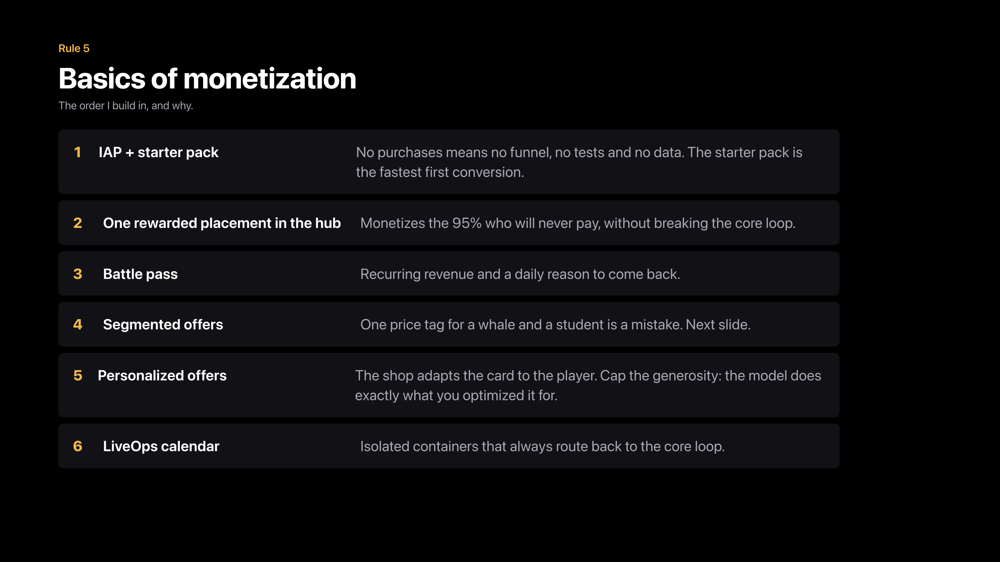 Rule 5
Basics of monetization
The order I build in, and why.
1 IAP + starter pack No purchases means no funnel, no tests and no data. The starter pack is
the fastest first conversion.
2 One rewarded placement in the hub Monetizes the 95% who will never pay, without breaking the core loop.
3 Battle pass Recurring revenue and a daily reason to come back.
4 Segmented offers One price tag for a whale and a student is a mistake. Next slide.
5 Personalized offers The shop adapts the card to the player. Cap the generosity: the model does
exactly what you optimized it for.
6 LiveOps calendar Isolated containers that always route back to the core loop.